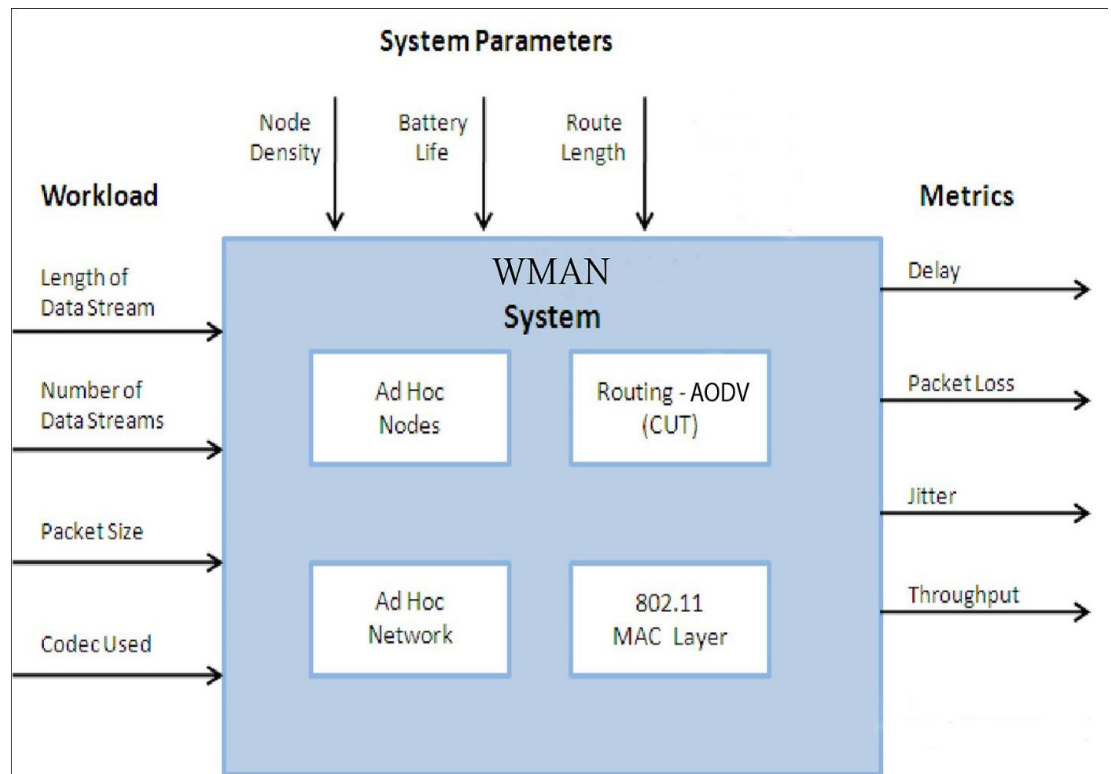 System Parameters
Node
Density
Battery
Life
Route
Length
Workload
Metrics
Length of
Data Stream
Number of
Data Streams
Packet Size
Codec Used
WMAN
System
Ad Hoc
Nodes
Routing - AODV
(CUT)
Ad Hoc
Network
802.11
MAC Layer
Delay
Packet Loss
Jitter
Throughput